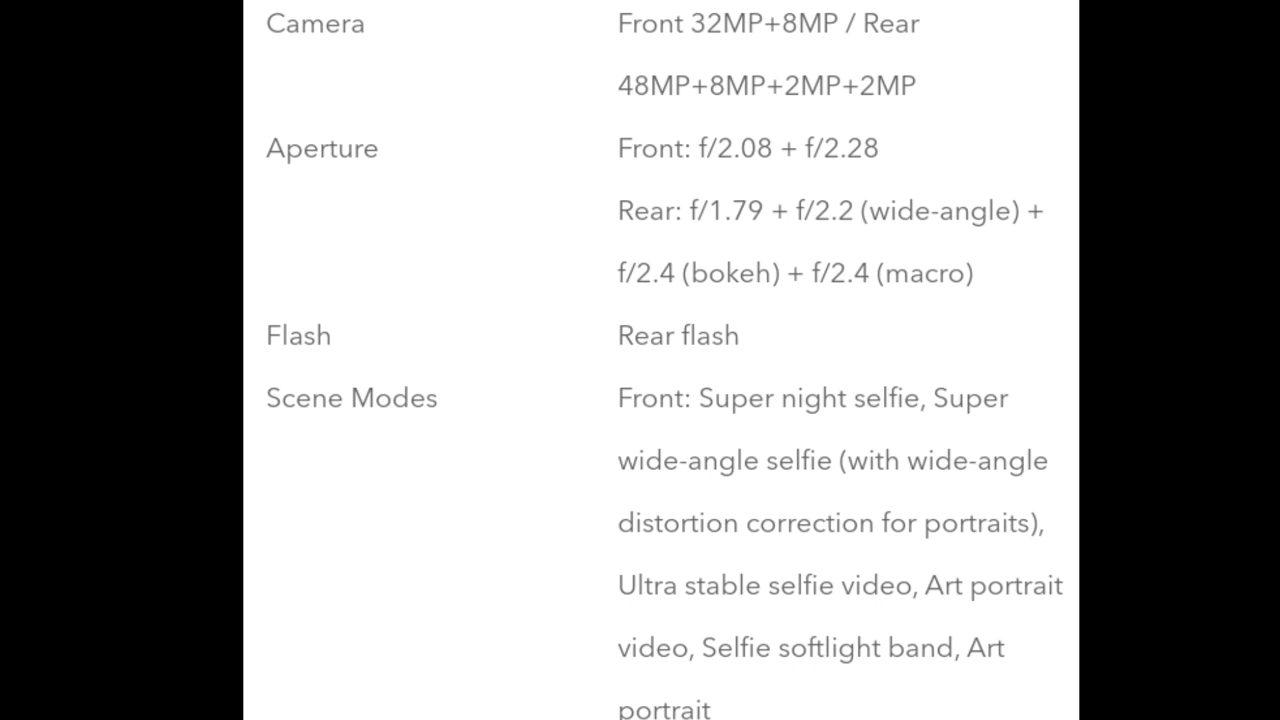 Camera
Front 32MP+8MP / Rear
48MP+8MP+2MP+2MP
Aperture
Front: f/2.08 + f/2.28
Rear: f/1.79 + f/2.2 (wide-angle) +
f/2.4 (bokeh) + f/2.4 (macro)
Flash
Rear flash
Scene Modes
Front: Super night selfie, Super
wide-angle selfie (with wide-angle
distortion correction for portraits),
Ultra stable selfie video, Art portrait
video, Selfie softlight band, Art
portrait